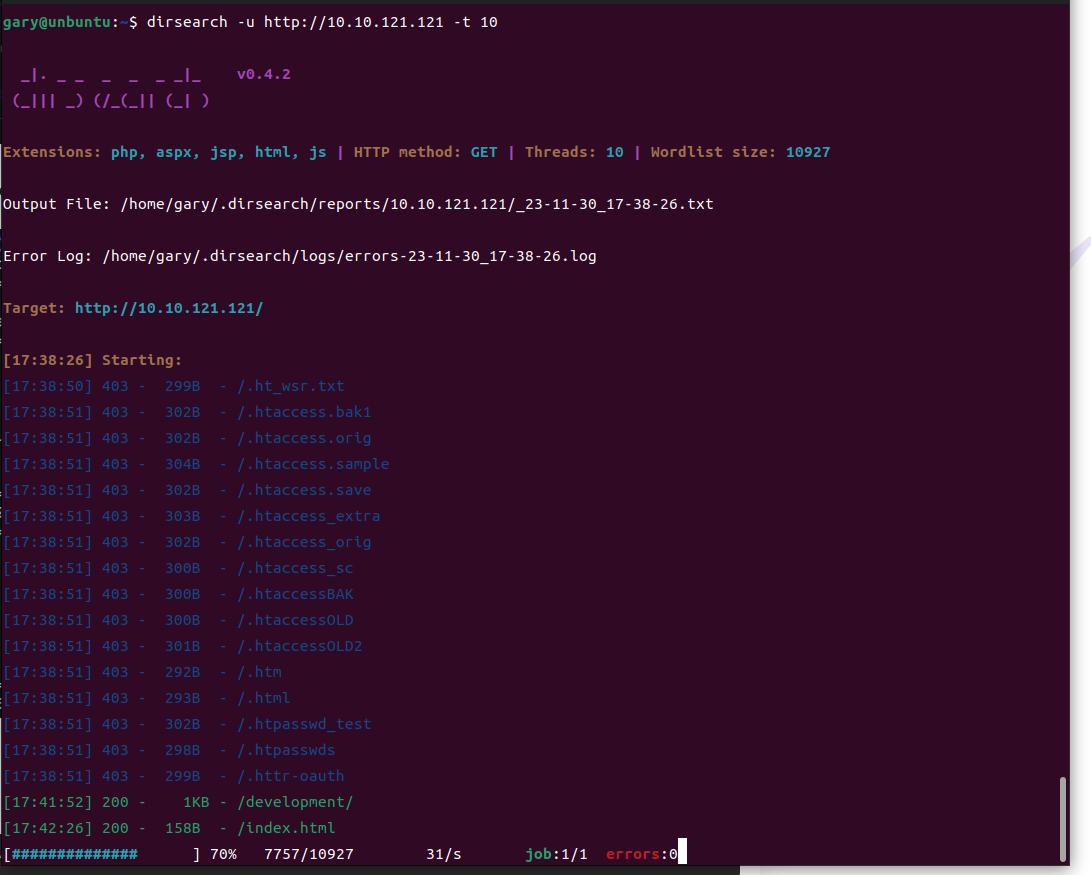 gary@unbuntu:~$ dirsearch -u http://10.10.121.121 -t 10
  _|. _ _  _  _  _ _|_    v0.4.2
 (_||| _) (/_(_|| (_| )
Extensions: php, aspx, jsp, html, js | HTTP method: GET | Threads: 10 | Wordlist size: 10927
Output File: /home/gary/.dirsearch/reports/10.10.121.121/_23-11-30_17-38-26.txt
Error Log: /home/gary/.dirsearch/logs/errors-23-11-30_17-38-26.log
Target: http://10.10.121.121/
[17:38:26] Starting:
[17:38:50] 403 -  299B  - /.ht_wsr.txt
[17:38:51] 403 -  302B  - /.htaccess.bak1
[17:38:51] 403 -  302B  - /.htaccess.orig
[17:38:51] 403 -  304B  - /.htaccess.sample
[17:38:51] 403 -  302B  - /.htaccess.save
[17:38:51] 403 -  303B  - /.htaccess_extra
[17:38:51] 403 -  302B  - /.htaccess_orig
[17:38:51] 403 -  300B  - /.htaccess_sc
[17:38:51] 403 -  300B  - /.htaccessBAK
[17:38:51] 403 -  300B  - /.htaccessOLD
[17:38:51] 403 -  301B  - /.htaccessOLD2
[17:38:51] 403 -  292B  - /.htm
[17:38:51] 403 -  293B  - /.html
[17:38:51] 403 -  302B  - /.htpasswd_test
[17:38:51] 403 -  298B  - /.htpasswds
[17:38:51] 403 -  299B  - /.httr-oauth
[17:41:52] 200 -    1KB - /development/
[17:42:26] 200 -  158B  - /index.html
[##############      ] 70%   7757/10927        31/s       job:1/1  errors:0